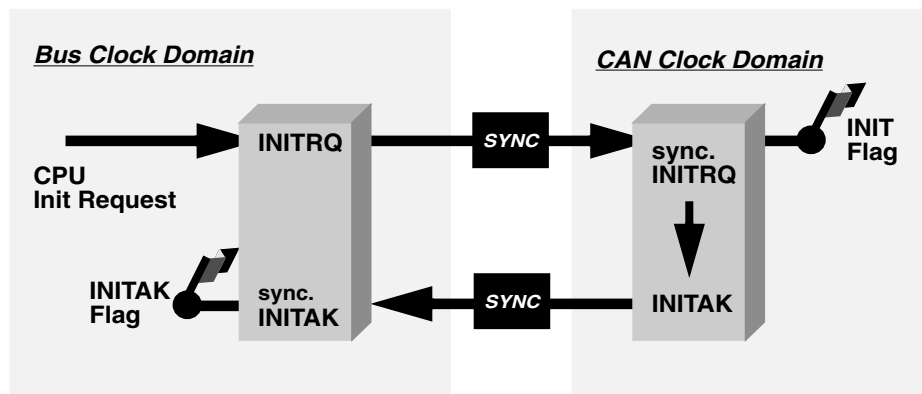 Bus Clock Domain
CAN Clock Domain
INITRQ
SYNC
sync.
INITRQ
INIT
Flag
CPU
Init Request
INITAK
Flag
sync.
INITAK
SYNC
INITAK